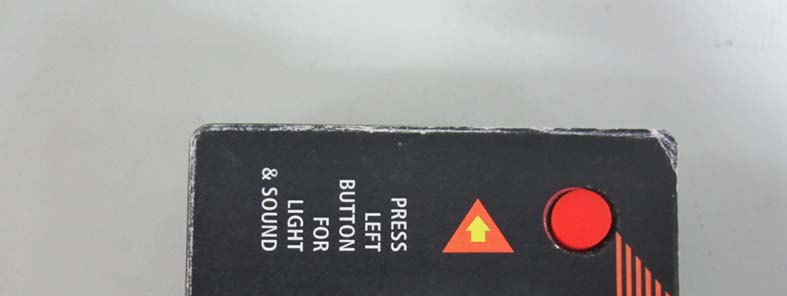 PRESS
LEFT
BUTTON
FOR
LIGHT
& SOUND